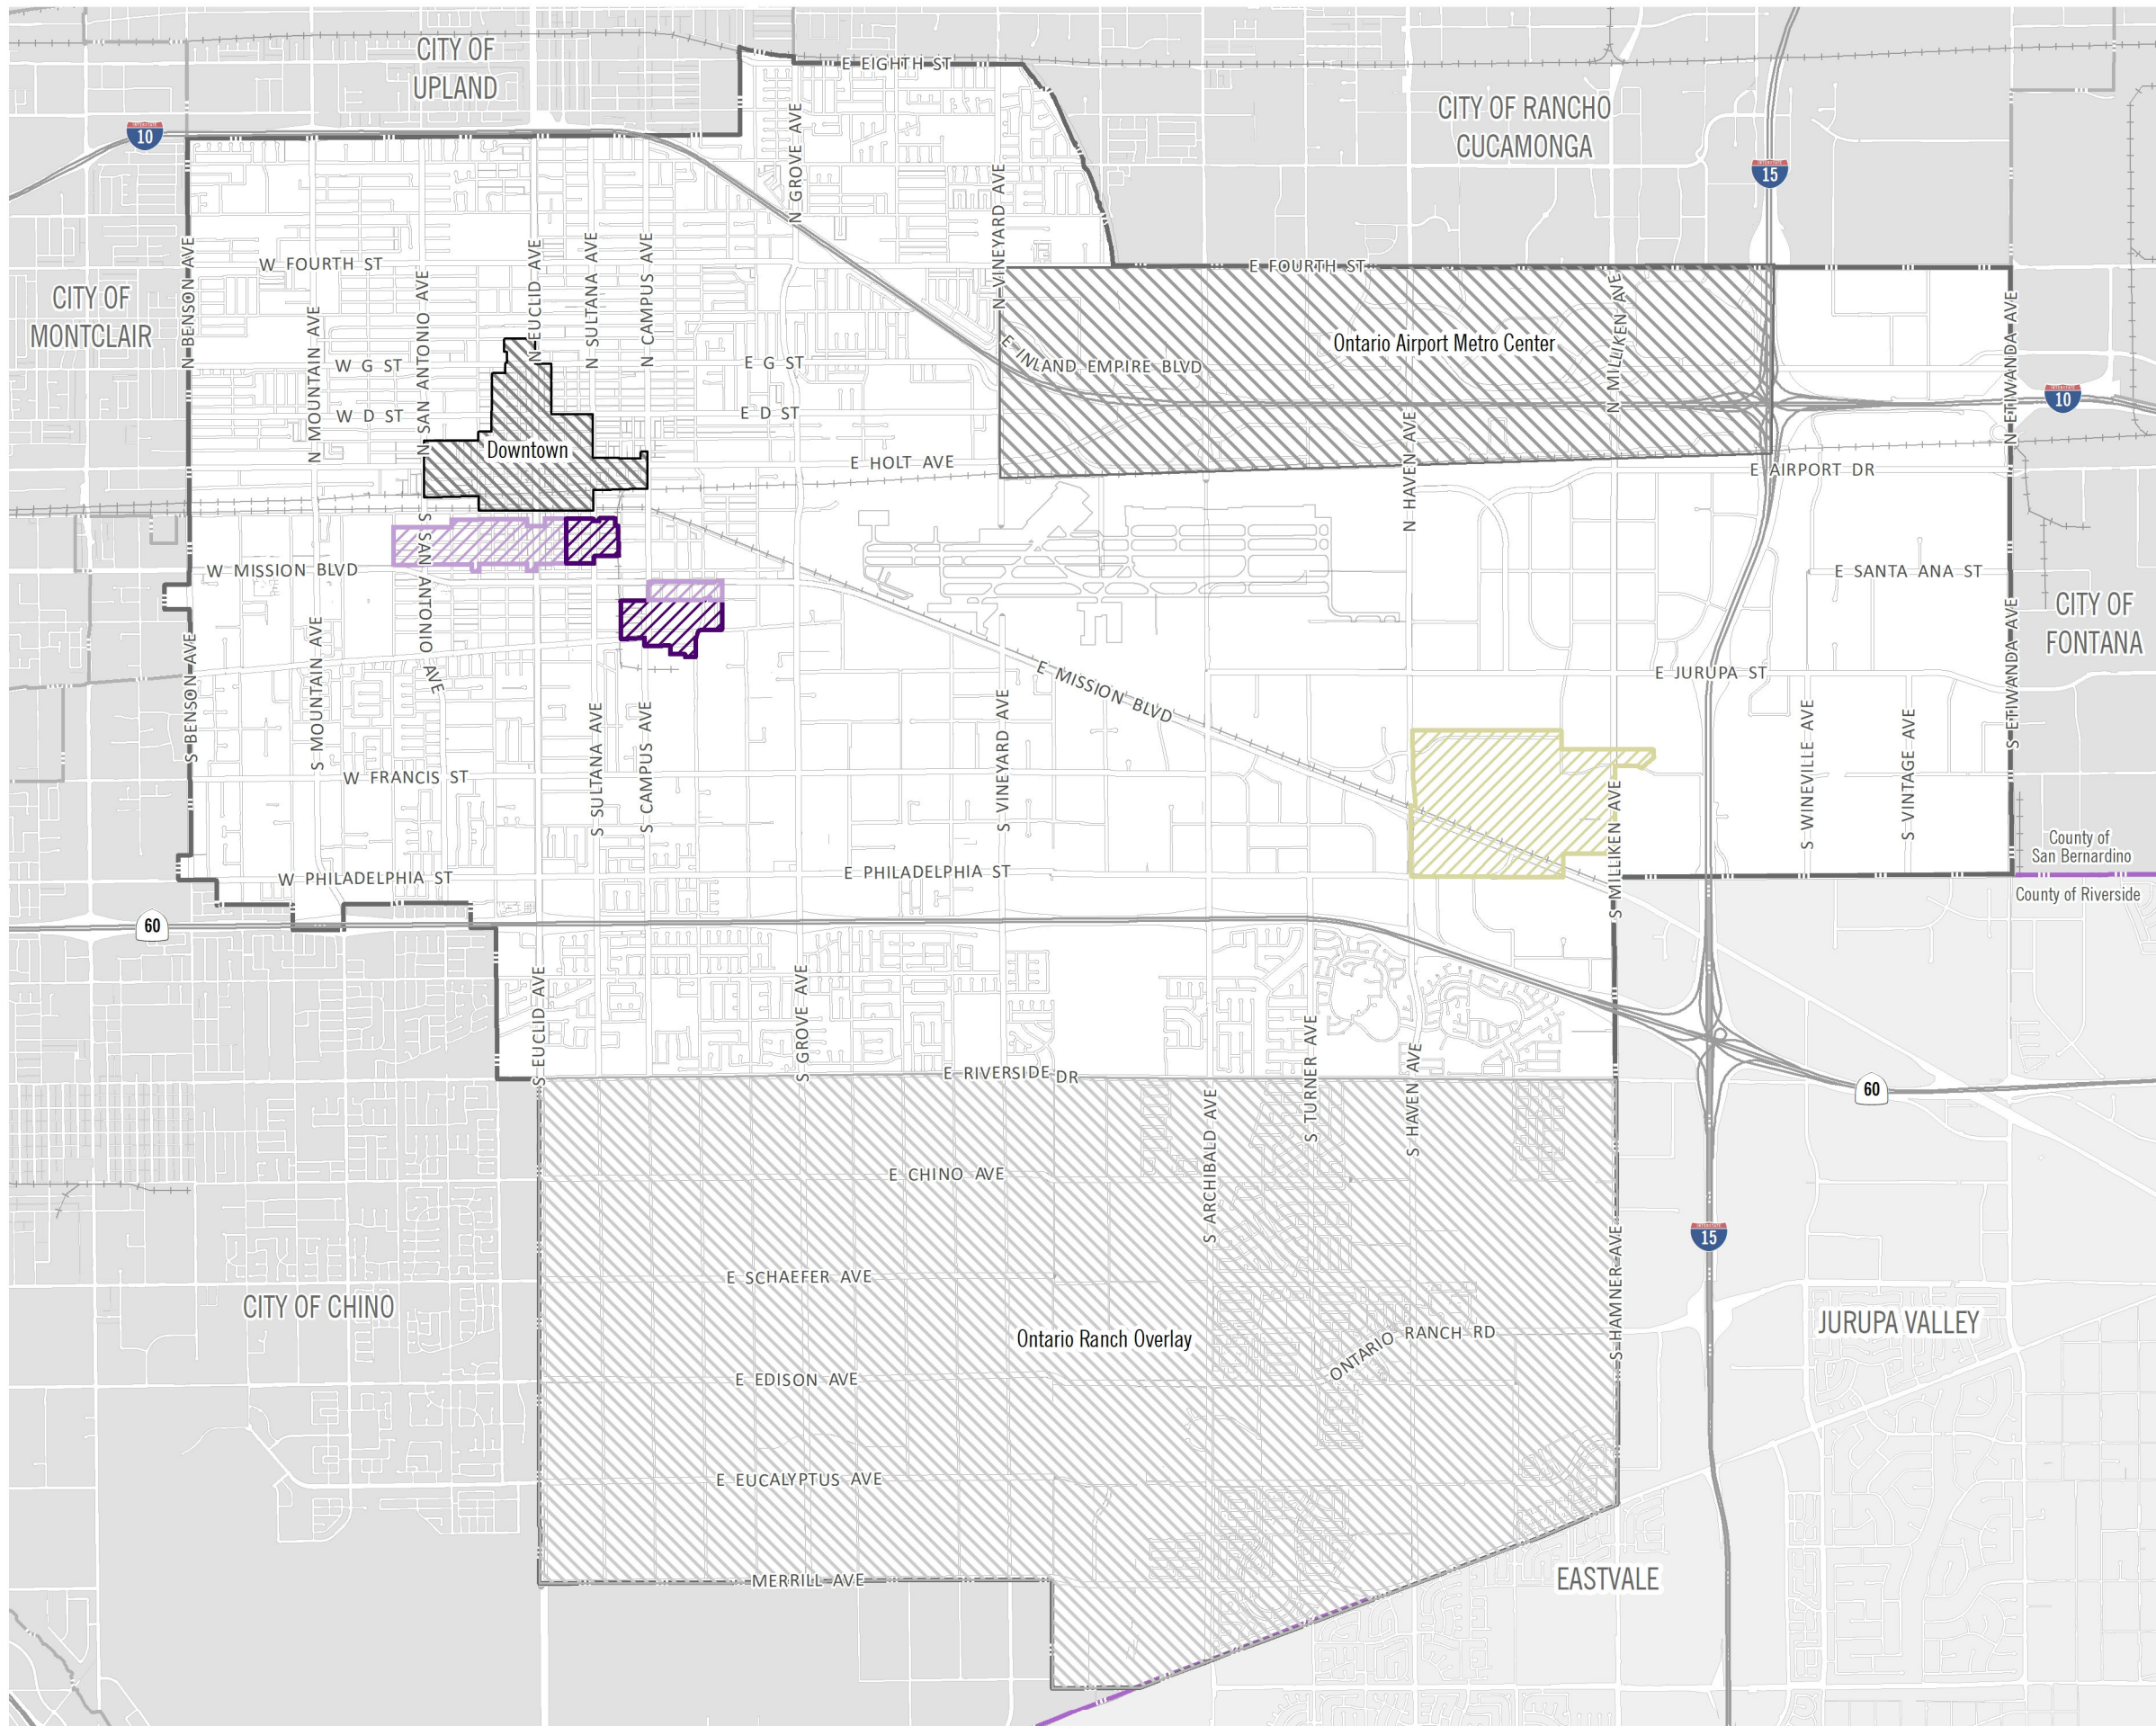 CITY OF
UPLAND
E EIGHTH ST
CITY OF RANCHO
CUCAMONGA
INTERSTATE
10
N GROVE AVE
INTERSTATE
15
N VINEYARD AVE
W FOURTH ST
E FOURTH ST
CITY OF
MONTCLAIR
N BENSON AVE
N MOUNTAIN AVE
N SAN ANTONIO AVE
N EUCLID AVE
N SULTANA AVE
N CAMPUS AVE
Ontario Airport Metro Center
E INLAND EMPIRE BLVD
N MILLIKEN AVE
N ETIWANDA AVE
W G ST
E G ST
W D ST
E D ST
INTERSTATE
10
Downtown
E HOLT AVE
N HAVEN AVE
E AIRPORT DR
W MISSION BLVD
S SAN ANTONIO AVE
E SANTA ANA ST
CITY OF
FONTANA
S BENSON AVE
S MOUNTAIN AVE
E MISSION BLVD
E JURUPA ST
S ETIWANDA AVE
S SULTANA AVE
S CAMPUS AVE
S VINEYARD AVE
S WINEVILLE AVE
S VINTAGE AVE
W FRANCIS ST
S MILLIKEN AVE
County of
San Bernardino
County of Riverside
W PHILADELPHIA ST
E PHILADELPHIA ST
60
S EUCLID AVE
S GROVE AVE
S TURNER AVE
S HAVEN AVE
E RIVERSIDE DR
60
S ARCHIBALD AVE
E CHINO AVE
INTERSTATE
15
S HAMNER AVE
E SCHAEFER AVE
CITY OF CHINO
Ontario Ranch Overlay
ONTARIO RANCH RD
JURUPA VALLEY
E EDISON AVE
E EUCALYPTUS AVE
MERRILL AVE
EASTVALE